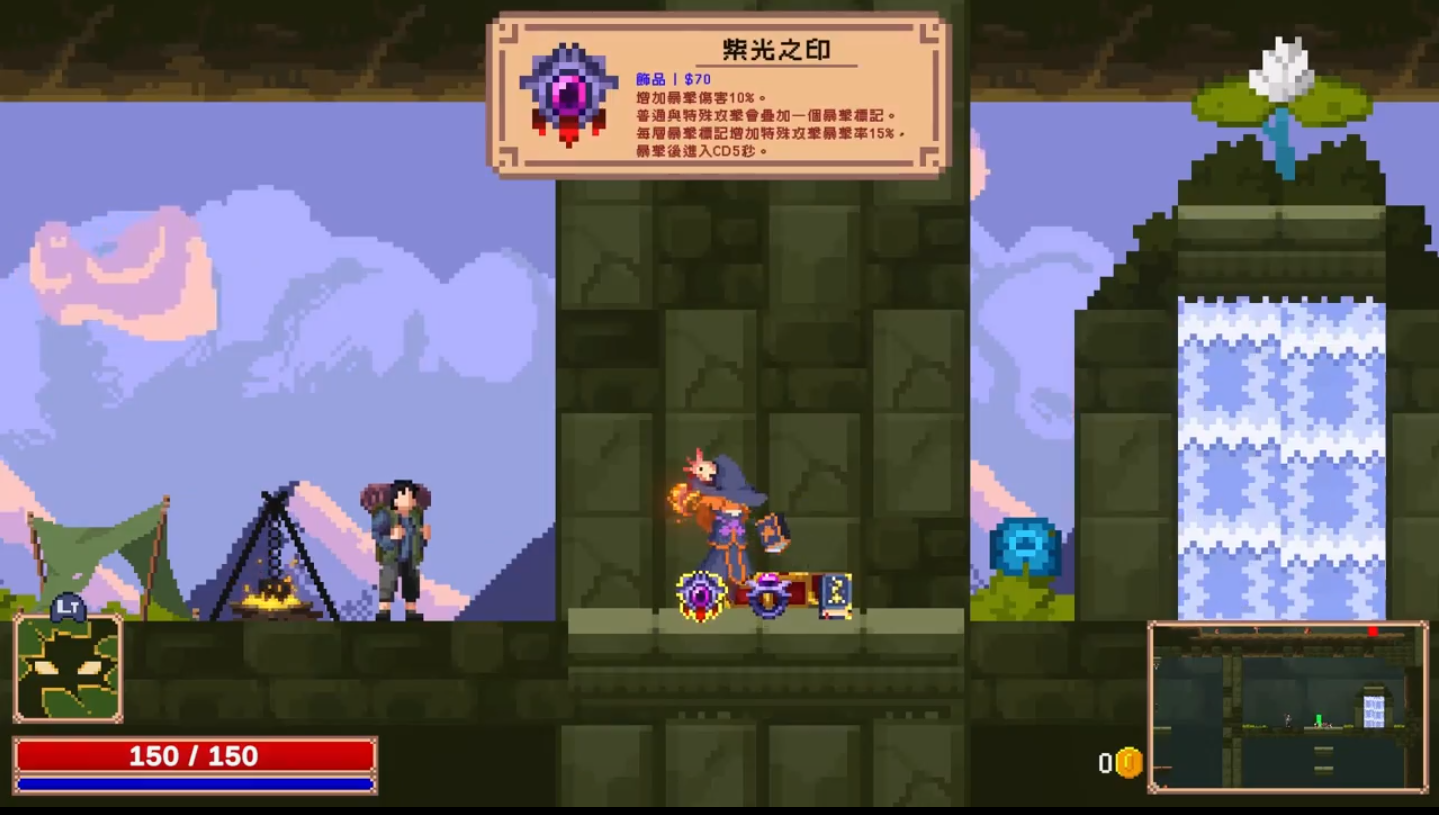 紫光之印
飾品 | $70
增加暴擊傷害10%。
普通與特殊攻擊會疊加一個暴擊標記。
每層暴擊標記增加特殊攻擊暴擊率15%，
暴擊後進入CD5秒。
LT
150 / 150
0